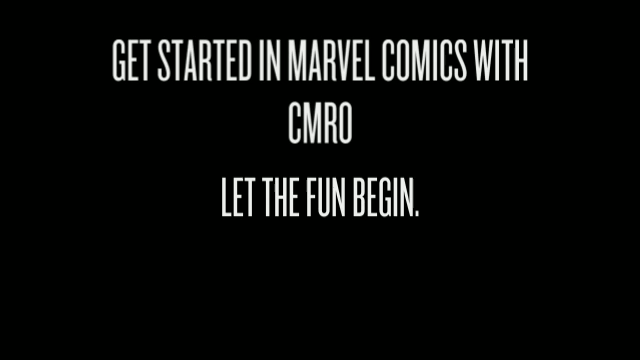 GET STARTED IN MARVEL COMICS WITH
CMRO
LET THE FUN BEGIN.